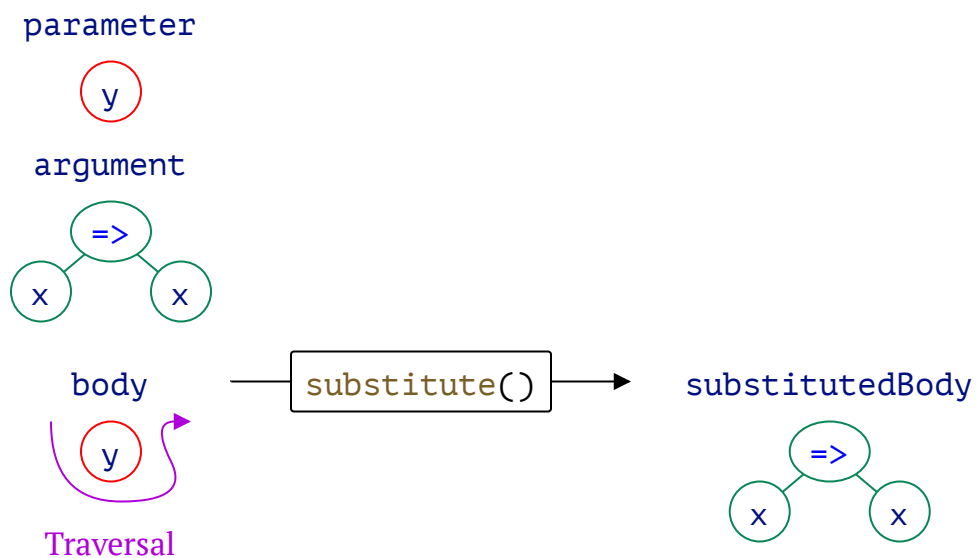 parameter
y
argument
=>
x x
body
substitute()
substitutedBody
y
=>
x x
Traversal